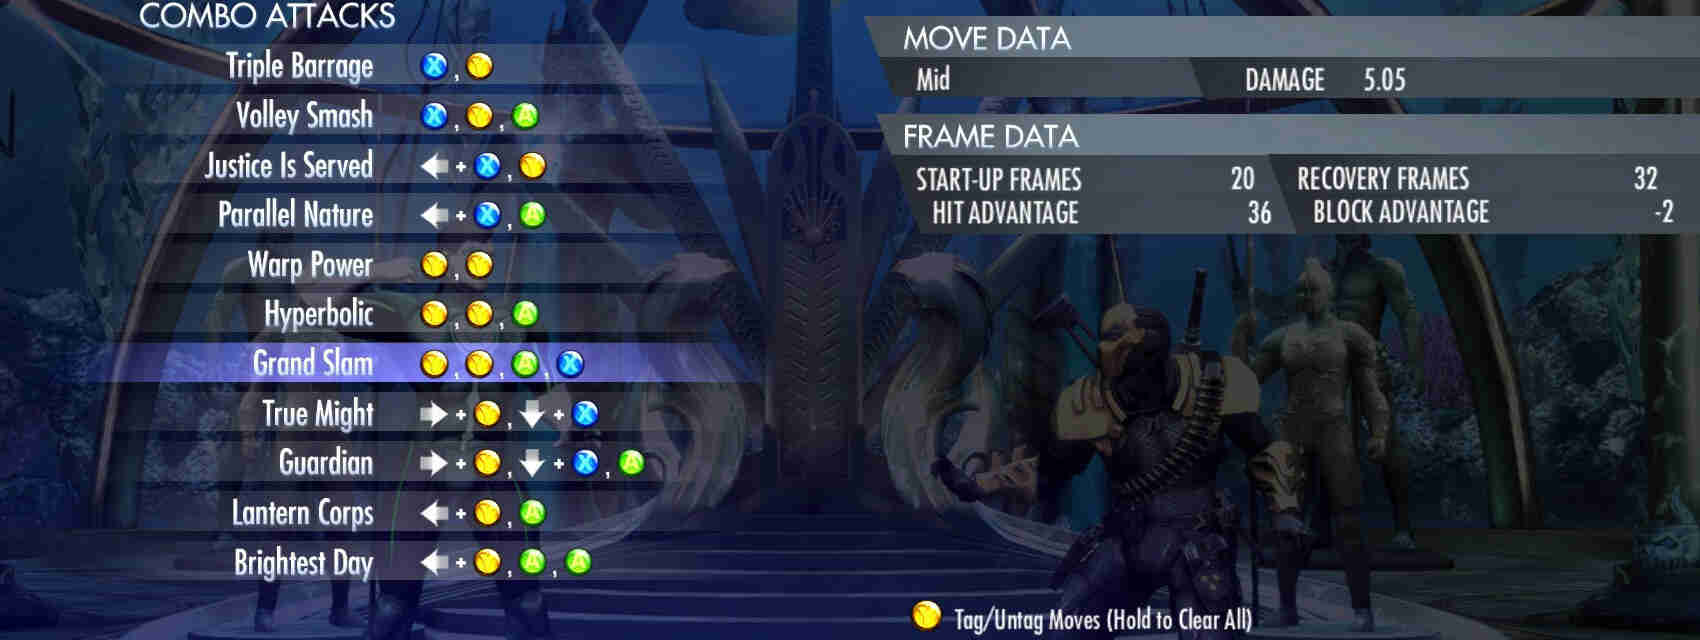 COMBO ATTACKS
Triple Barrage X , Y
Volley Smash X , Y , A
Justice Is Served + X , Y
Parallel Nature + X , A
Warp Power Y , Y
Hyperbolic Y , Y , A
Grand Slam Y , Y , A , X
True Might + Y , + X
Guardian + Y , + X , A
Lantern Corps + Y , A
Brightest Day + Y , A , A
MOVE DATA
Mid DAMAGE 5.05
FRAME DATA
START-UP FRAMES 20 RECOVERY FRAMES 32
HIT ADVANTAGE 36 BLOCK ADVANTAGE -2
Y Tag/Untag Moves (Hold to Clear All)